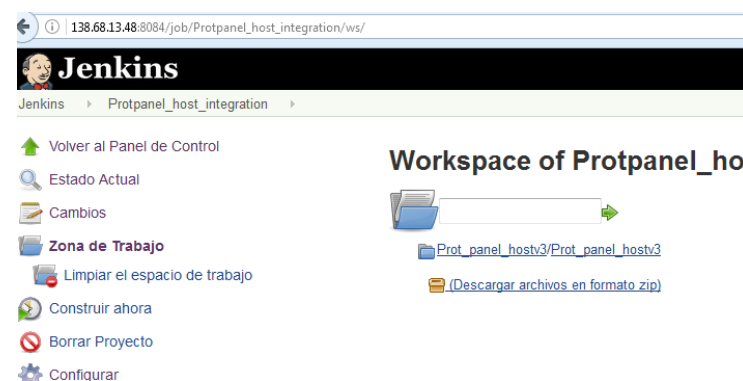 138.68.13.48:8084/job/Protpanel_host_integration/ws/
Jenkins
Jenkins Protpanel_host_integration
Volver al Panel de Control
Estado Actual
Cambios
Zona de Trabajo
Limpiar el espacio de trabajo
Construir ahora
Borrar Proyecto
Configurar
Workspace of Protpanel_ho
Prot_panel_hostv3/Prot_panel_hostv3
(Descargar archivos en formato zip)